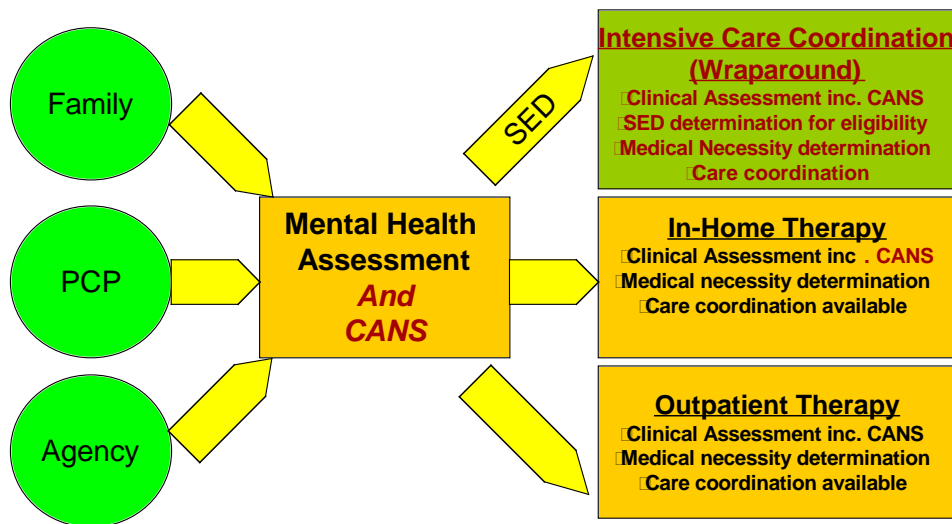 Family
PCP
Agency
Mental Health
Assessment
And
CANS
SED
Intensive Care Coordination
(Wraparound)
Clinical Assessment inc. CANS
SED determination for eligibility
Medical Necessity determination
Care coordination
In-Home Therapy
Clinical Assessment inc . CANS
Medical necessity determination
Care coordination available
Outpatient Therapy
Clinical Assessment inc. CANS
Medical necessity determination
Care coordination available